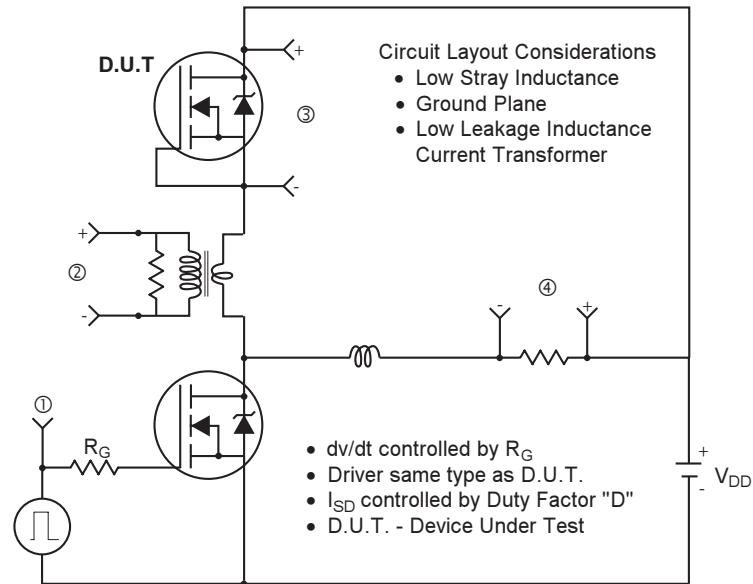 D.U.T
+
-
③
Circuit Layout Considerations
• Low Stray Inductance
• Ground Plane
• Low Leakage Inductance
Current Transformer
+
②
-
-
④
+
①
R_G
• dv/dt controlled by R_G
• Driver same type as D.U.T.
• I_SD controlled by Duty Factor "D"
• D.U.T. - Device Under Test
+
V_DD
-